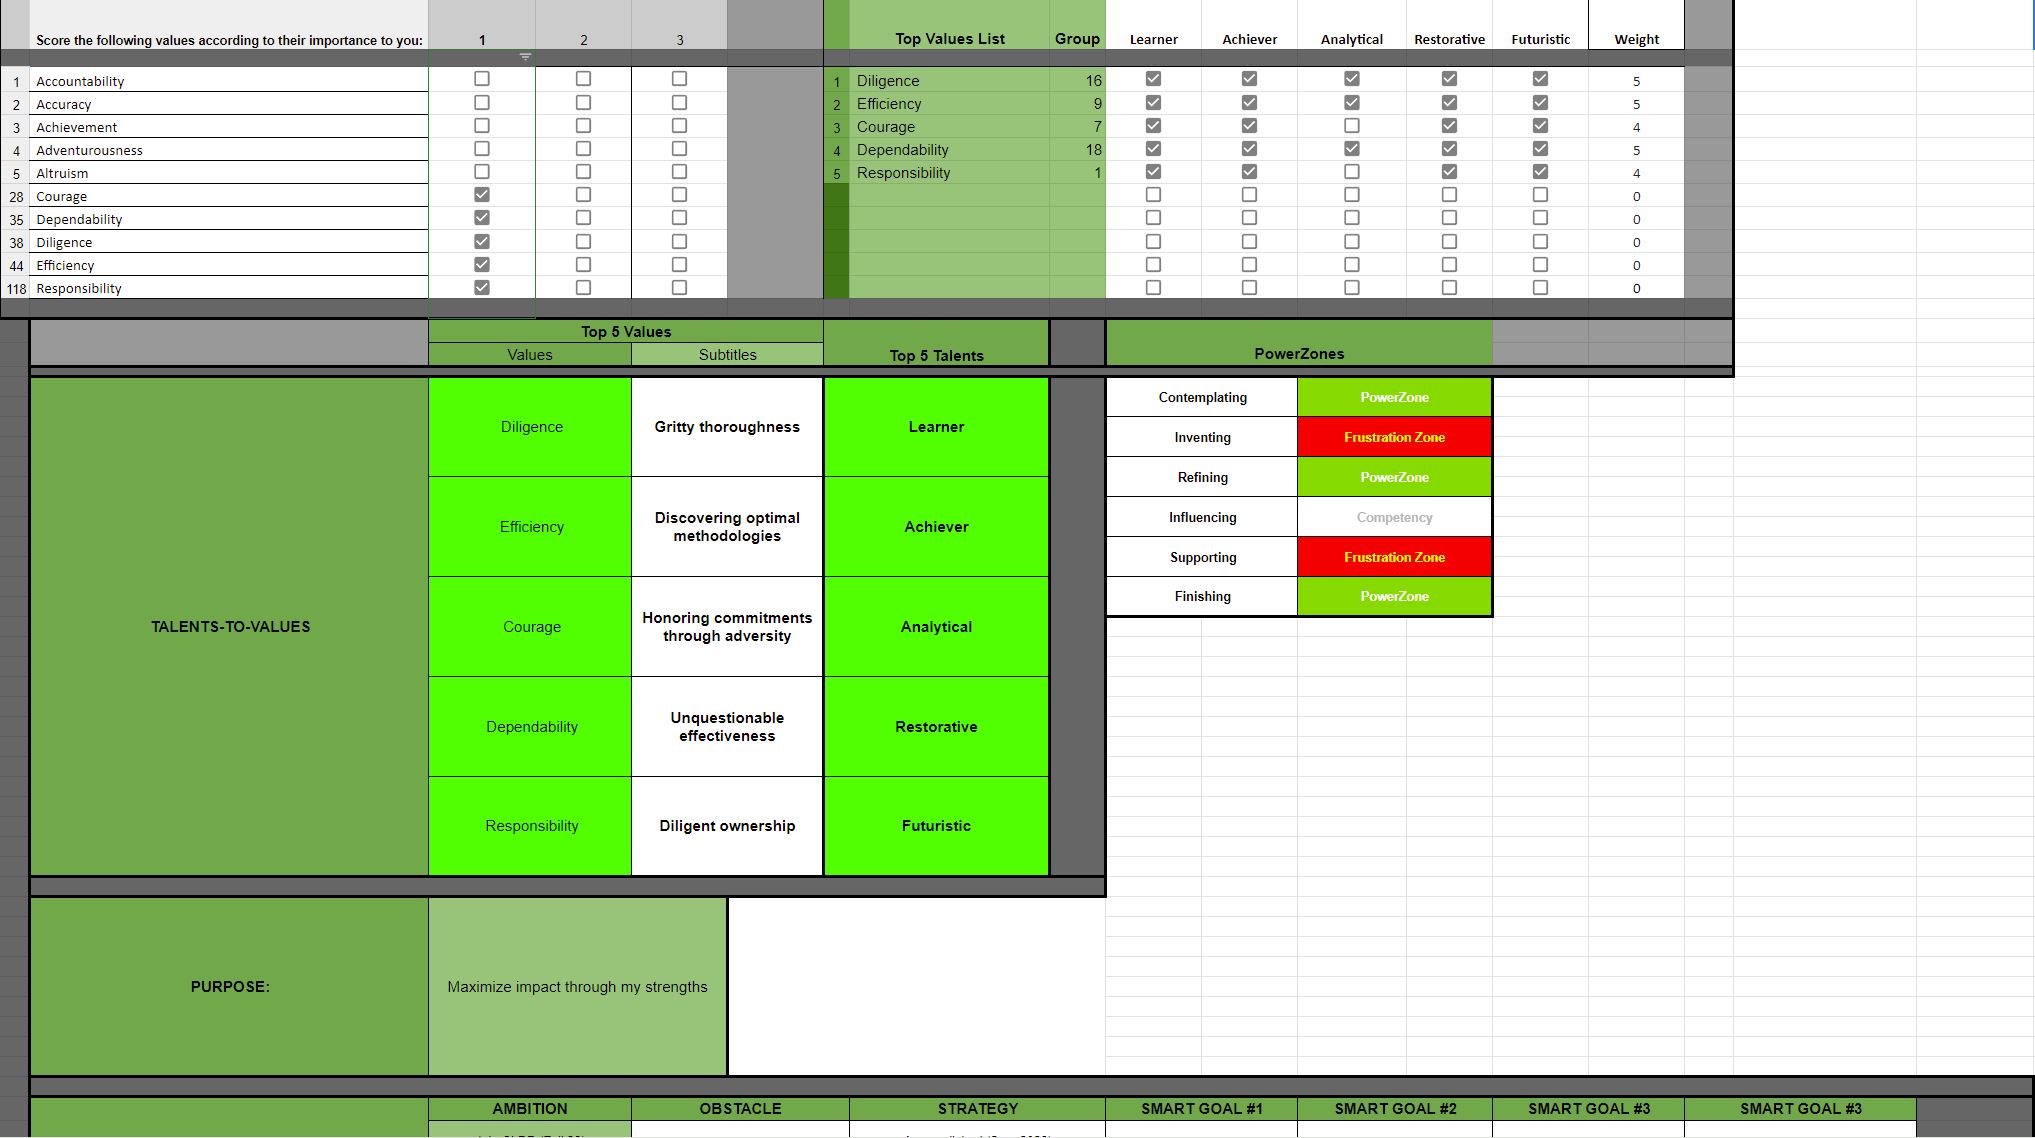 Score the following values according to their importance to you: 1 2 3 Top Values List Group Learner Achiever Analytical Restorative Futuristic Weight
1 Accountability 1 Diligence 16 5
2 Accuracy 2 Efficiency 9 5
3 Achievement 3 Courage 7 4
4 Adventurousness 4 Dependability 18 5
5 Altruism 5 Responsibility 1 4
28 Courage 0
35 Dependability 0
38 Diligence 0
44 Efficiency 0
118 Responsibility 0
Top 5 Values
Values Subtitles Top 5 Talents PowerZones
TALENTS-TO-VALUES
Diligence Gritty thoroughness Learner
Efficiency Discovering optimal
methodologies Achiever
Courage Honoring commitments
through adversity Analytical
Dependability Unquestionable
effectiveness Restorative
Responsibility Diligent ownership Futuristic
Contemplating PowerZone
Inventing Frustration Zone
Refining PowerZone
Influencing Competency
Supporting Frustration Zone
Finishing PowerZone
PURPOSE: Maximize impact through my strengths
AMBITION OBSTACLE STRATEGY SMART GOAL #1 SMART GOAL #2 SMART GOAL #3 SMART GOAL #3